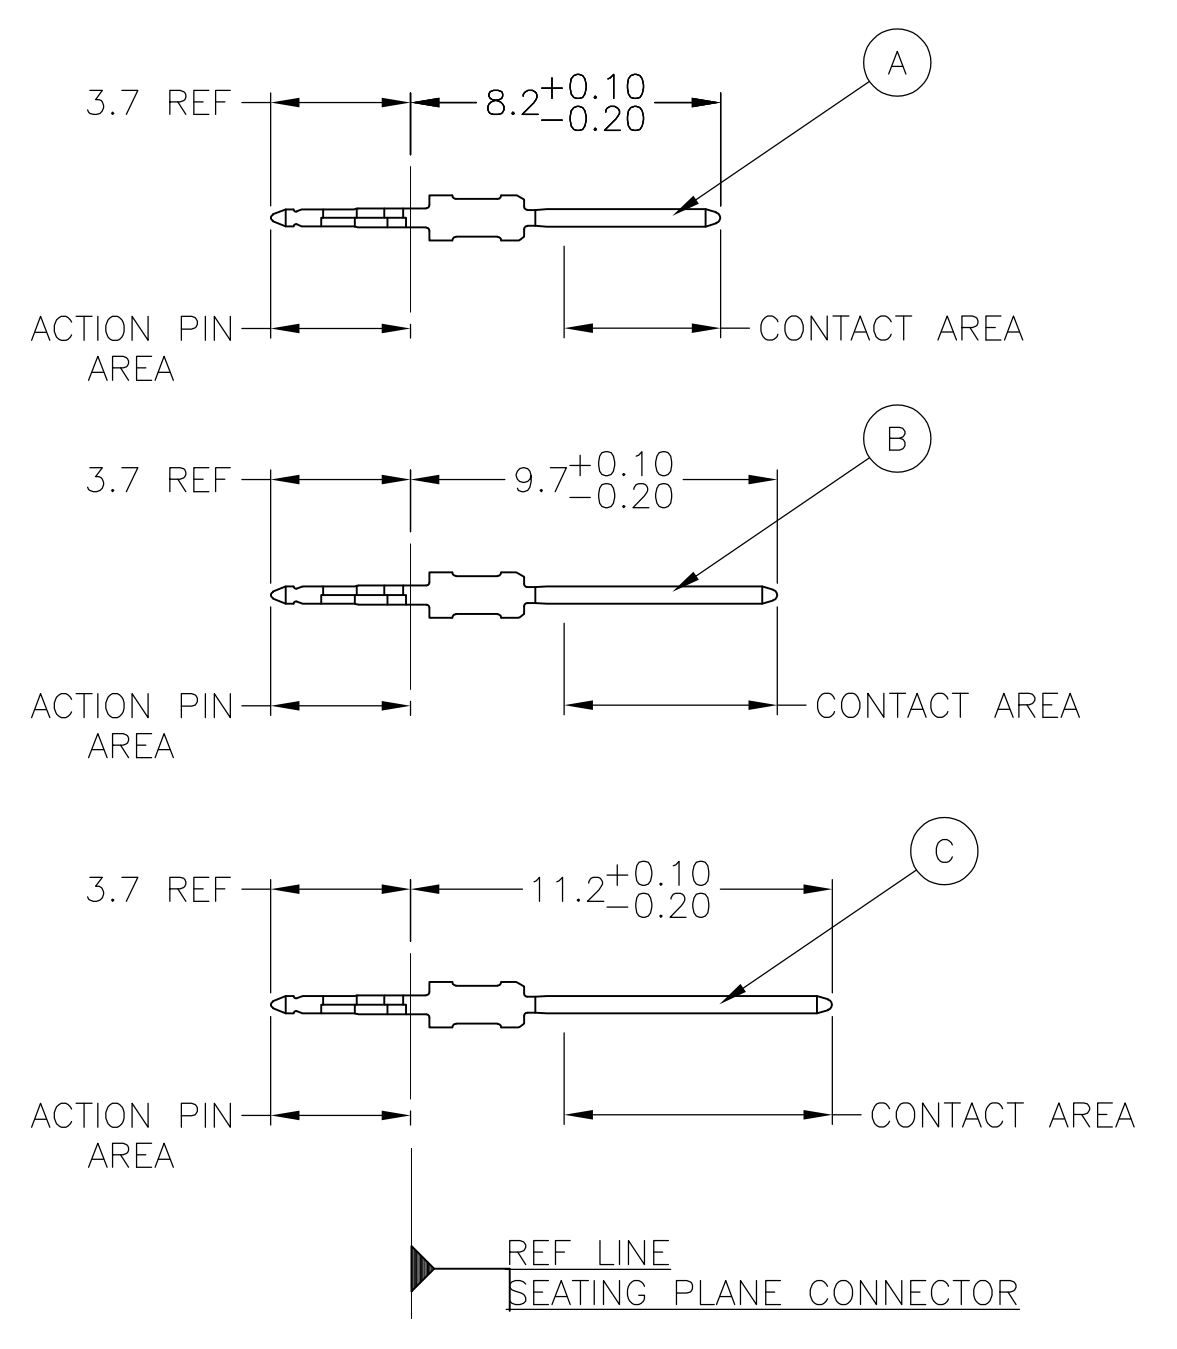 A
3.7 REF
8.2 +0.10
-0.20
ACTION PIN
AREA
CONTACT AREA
B
3.7 REF
9.7 +0.10
-0.20
ACTION PIN
AREA
CONTACT AREA
C
3.7 REF
11.2 +0.10
-0.20
ACTION PIN
AREA
CONTACT AREA
REF LINE
SEATING PLANE CONNECTOR